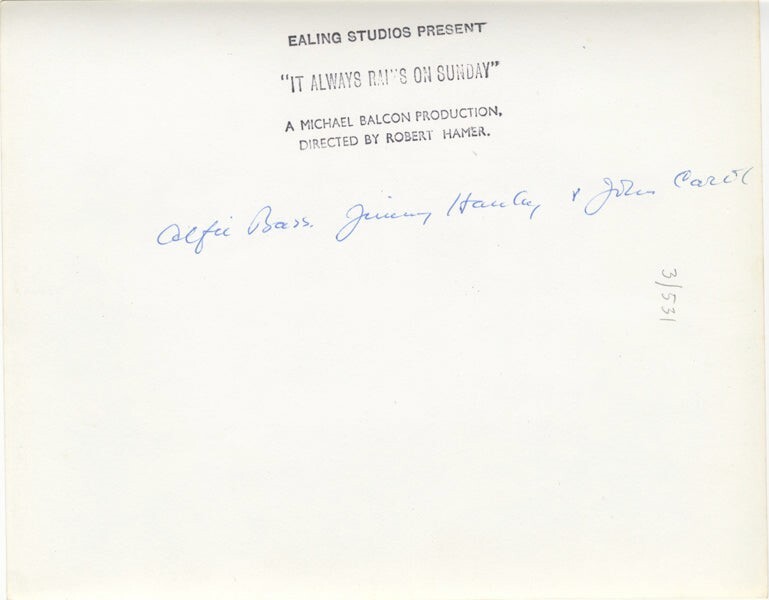 EALING STUDIOS PRESENT
"IT ALWAYS RAINS ON SUNDAY"
A MICHAEL BALCON PRODUCTION,
DIRECTED BY ROBERT HAMER.
Alfie Bass. Jimmy Hanley & John Carol
3/531